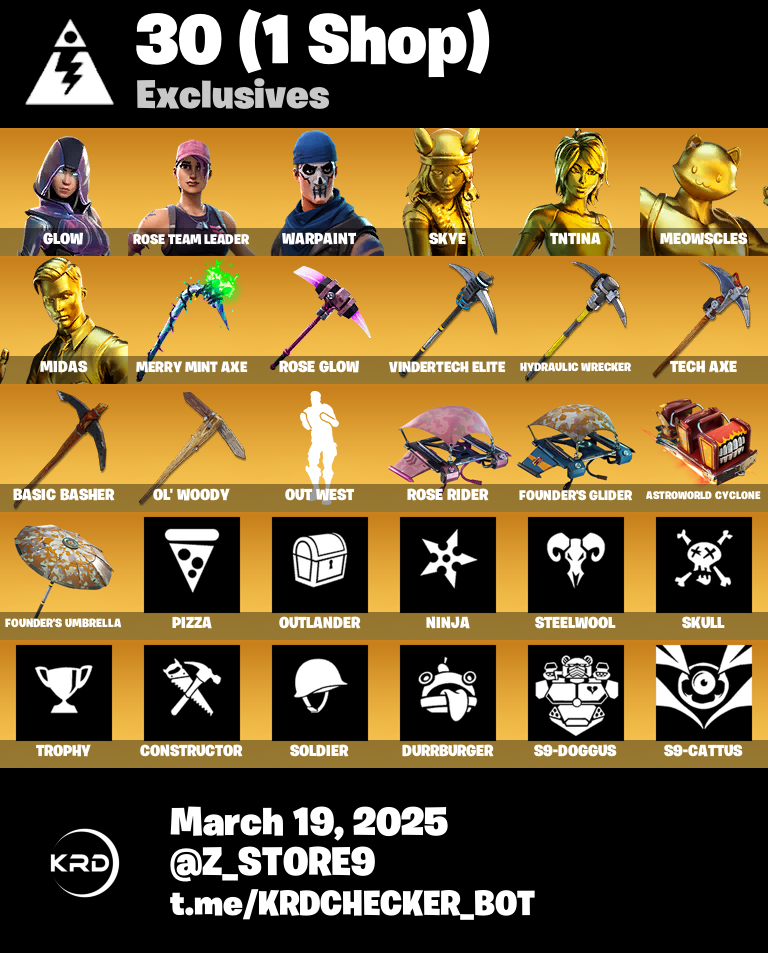 30 (1 Shop)
Exclusives
GLOW
ROSE TEAM LEADER
WARPAINT
SKYE
TNTINA
MEOWSCLES
MIDAS
MERRY MINT AXE
ROSE GLOW
VINDERTECH ELITE
HYDRAULIC WRECKER
TECH AXE
BASIC BASHER
OL' WOODY
OUT WEST
ROSE RIDER
FOUNDER'S GLIDER
ASTROWORLD CYCLONE
FOUNDER'S UMBRELLA
PIZZA
OUTLANDER
NINJA
STEELWOOL
SKULL
TROPHY
CONSTRUCTOR
SOLDIER
DURRBURGER
S9-DOGGUS
S9-CATTUS
KRD
March 19, 2025
@Z_STORE9
t.me/KRDCHECKER_BOT